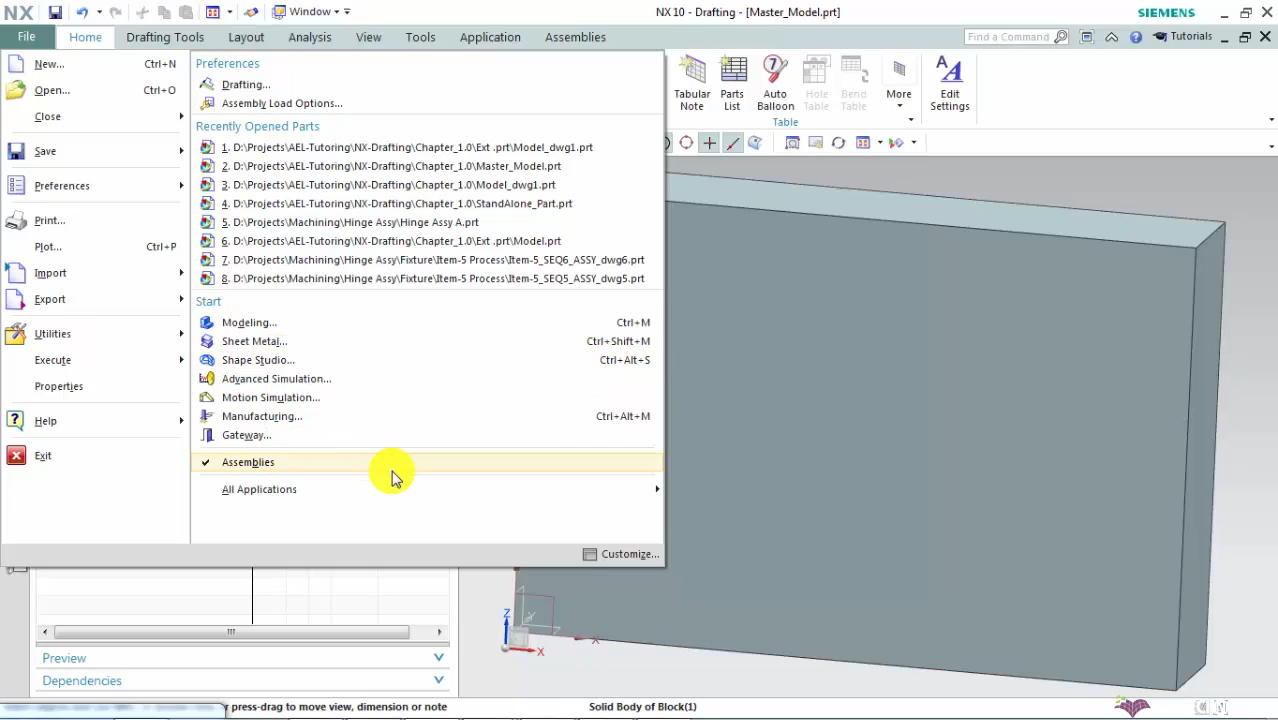 NX
Window
NX 10 - Drafting - [Master_Model.prt]
SIEMENS
File
Home
Drafting Tools
Layout
Analysis
View
Tools
Application
Assemblies
Find a Command
Tutorials
New...
Ctrl+N
Open...
Ctrl+O
Close
Save
Preferences
Print...
Plot...
Ctrl+P
Import
Export
Utilities
Execute
Properties
Help
Exit
Preferences
Drafting...
Assembly Load Options...
Recently Opened Parts
1. D:\Projects\AEL-Tutoring\NX-Drafting\Chapter_1.0\Ext .prt\Model_dwg1.prt
2. D:\Projects\AEL-Tutoring\NX-Drafting\Chapter_1.0\Master_Model.prt
3. D:\Projects\AEL-Tutoring\NX-Drafting\Chapter_1.0\Model_dwg1.prt
4. D:\Projects\AEL-Tutoring\NX-Drafting\Chapter_1.0\StandAlone_Part.prt
5. D:\Projects\Machining\Hinge Assy\Hinge Assy A.prt
6. D:\Projects\AEL-Tutoring\NX-Drafting\Chapter_1.0\Ext .prt\Model.prt
7. D:\Projects\Machining\Hinge Assy\Fixture\Item-5 Process\Item-5_SEQ6_ASSY_dwg6.prt
8. D:\Projects\Machining\Hinge Assy\Fixture\Item-5 Process\Item-5_SEQ5_ASSY_dwg5.prt
Start
Modeling...
Ctrl+M
Sheet Metal...
Ctrl+Shift+M
Shape Studio...
Ctrl+Alt+S
Advanced Simulation...
Motion Simulation...
Manufacturing...
Ctrl+Alt+M
Gateway...
Assemblies
All Applications
Customize...
Tabular Note
Parts List
7
Auto Balloon
Hole Table
Bend Table
More
Edit Settings
Table
Z
X
Y
Z
X
Preview
Dependencies
or press-drag to move view, dimension or note
Solid Body of Block(1)